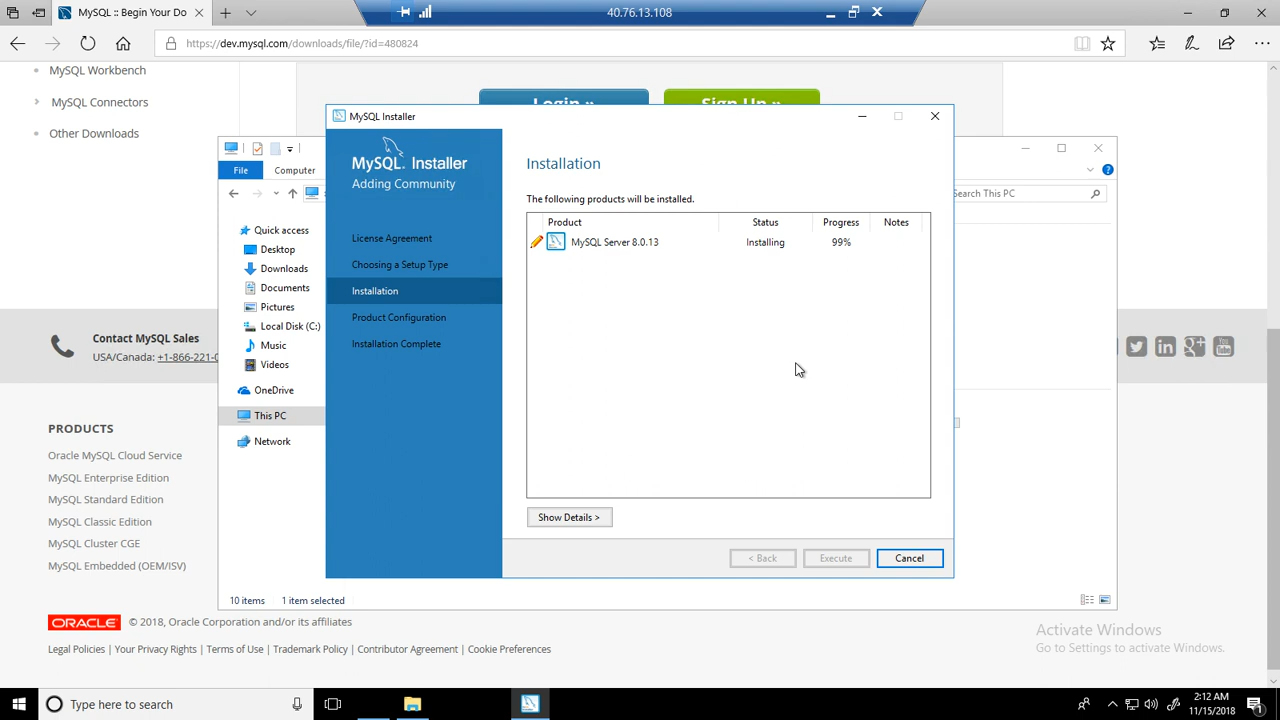 MySQL :: Begin Your Do
40.76.13.108
https://dev.mysql.com/downloads/file/?id=480824
MySQL Workbench
MySQL Connectors
Other Downloads
Login »
Sign Up »
MySQL Installer
MySQL. Installer
Adding Community
License Agreement
Choosing a Setup Type
Installation
Product Configuration
Installation Complete
Installation
The following products will be installed.
Product Status Progress Notes
MySQL Server 8.0.13 Installing 99%
Show Details >
< Back Execute Cancel
File Computer
Search This PC
Quick access
Desktop
Downloads
Documents
Pictures
Local Disk (C:)
Music
Videos
OneDrive
This PC
Network
10 items 1 item selected
Contact MySQL Sales
USA/Canada: +1-866-221-0
PRODUCTS
Oracle MySQL Cloud Service
MySQL Enterprise Edition
MySQL Standard Edition
MySQL Classic Edition
MySQL Cluster CGE
MySQL Embedded (OEM/ISV)
ORACLE © 2018, Oracle Corporation and/or its affiliates
Legal Policies | Your Privacy Rights | Terms of Use | Trademark Policy | Contributor Agreement | Cookie Preferences
You Tube
Activate Windows
Go to Settings to activate Windows.
Type here to search
2:12 AM
11/15/2018
1